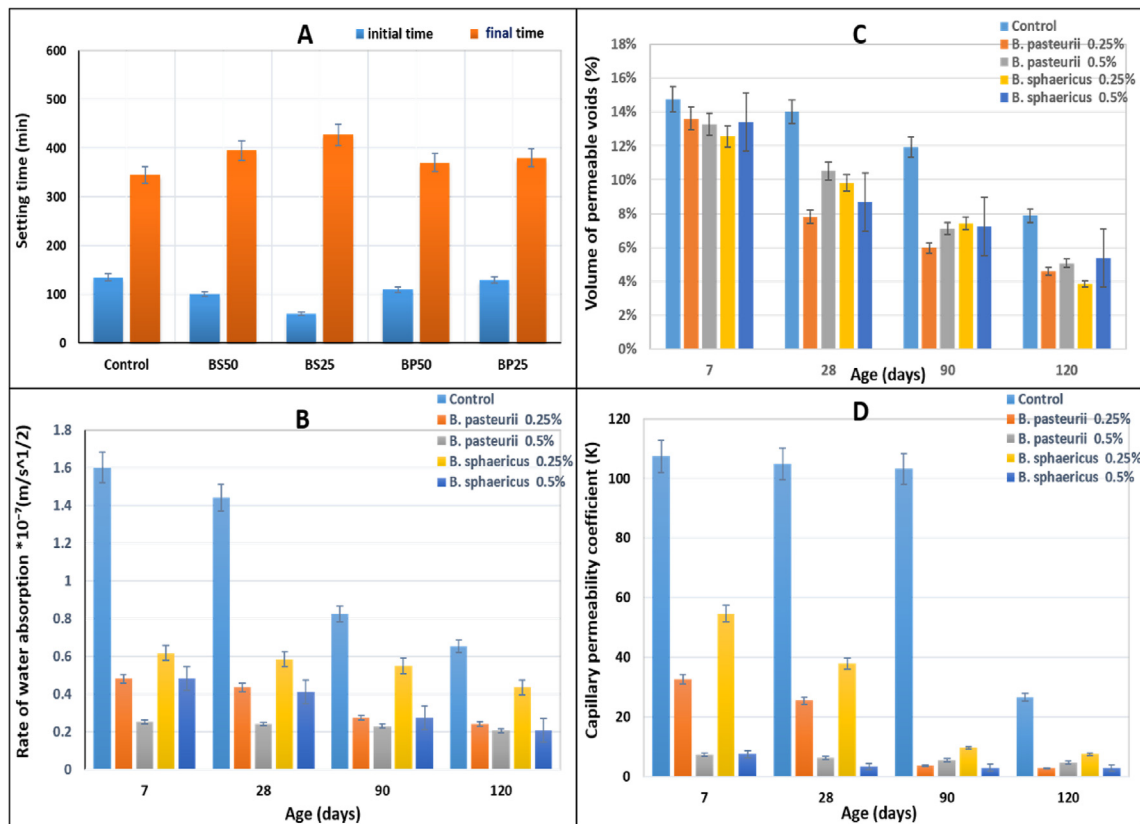 A
initial time
final time
Setting time (min)
600
500
400
300
200
100
0
Control
BS50
BS25
BP50
BP25
C
Control
B. pasteurii 0.25%
B. pasteurii 0.5%
B. sphaericus 0.25%
B. sphaericus 0.5%
Volume of permeable voids (%)
18%
16%
14%
12%
10%
8%
6%
4%
2%
0%
7
28
90
120
Age (days)
B
Control
B. pasteurii 0.25%
B. pasteurii 0.5%
B. sphaericus 0.25%
B. sphaericus 0.5%
Rate of water absorption *10⁻⁷(m/s^1/2)
1.8
1.6
1.4
1.2
1
0.8
0.6
0.4
0.2
0
7
28
90
120
Age (days)
D
Control
B. pasteurii 0.25%
B. pasteurii 0.5%
B. sphaericus 0.25%
B. sphaericus 0.5%
Capillary permeability coefficient (K)
120
100
80
60
40
20
0
7
28
90
120
Age (days)